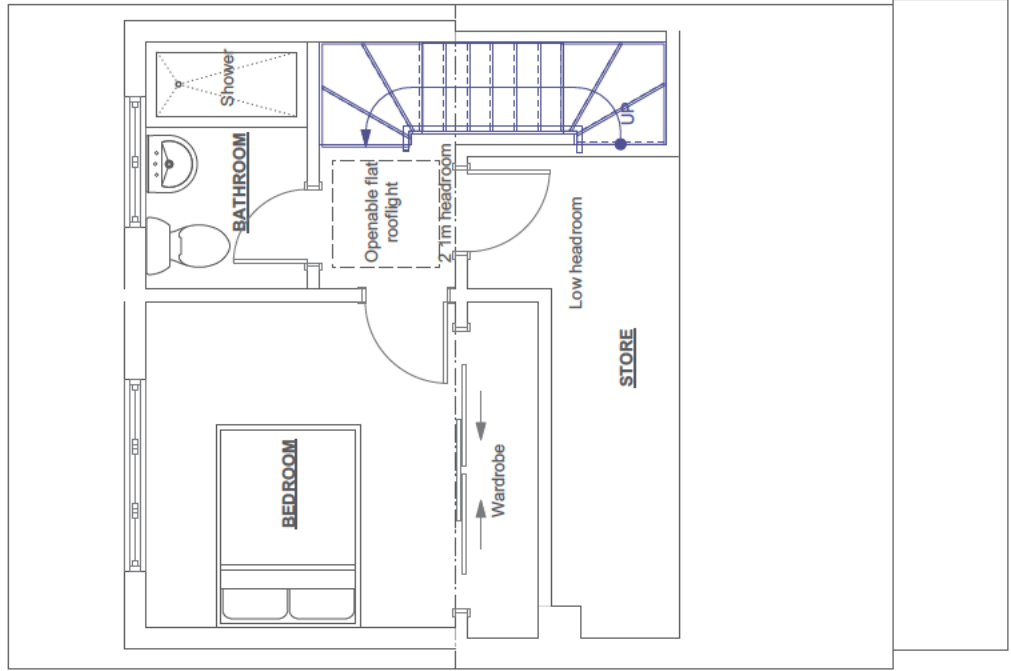 Shower
BATHROOM
Openable flat
rooflight
2.1m headroom
UP
Low headroom
STORE
BEDROOM
Wardrobe